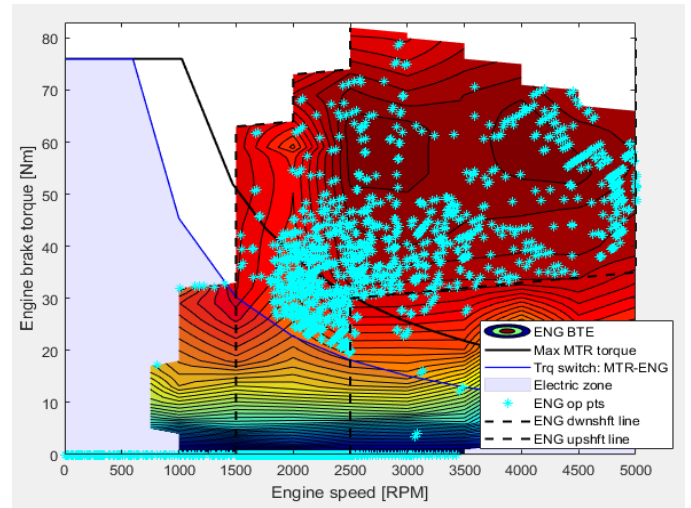 80
70
60
50
40
30
20
10
0
Engine brake torque [Nm]
ENG BTE
Max MTR torque
Trq switch: MTR-ENG
Electric zone
ENG op pts
ENG dwnshft line
ENG upshft line
0 500 1000 1500 2000 2500 3000 3500 4000 4500 5000
Engine speed [RPM]